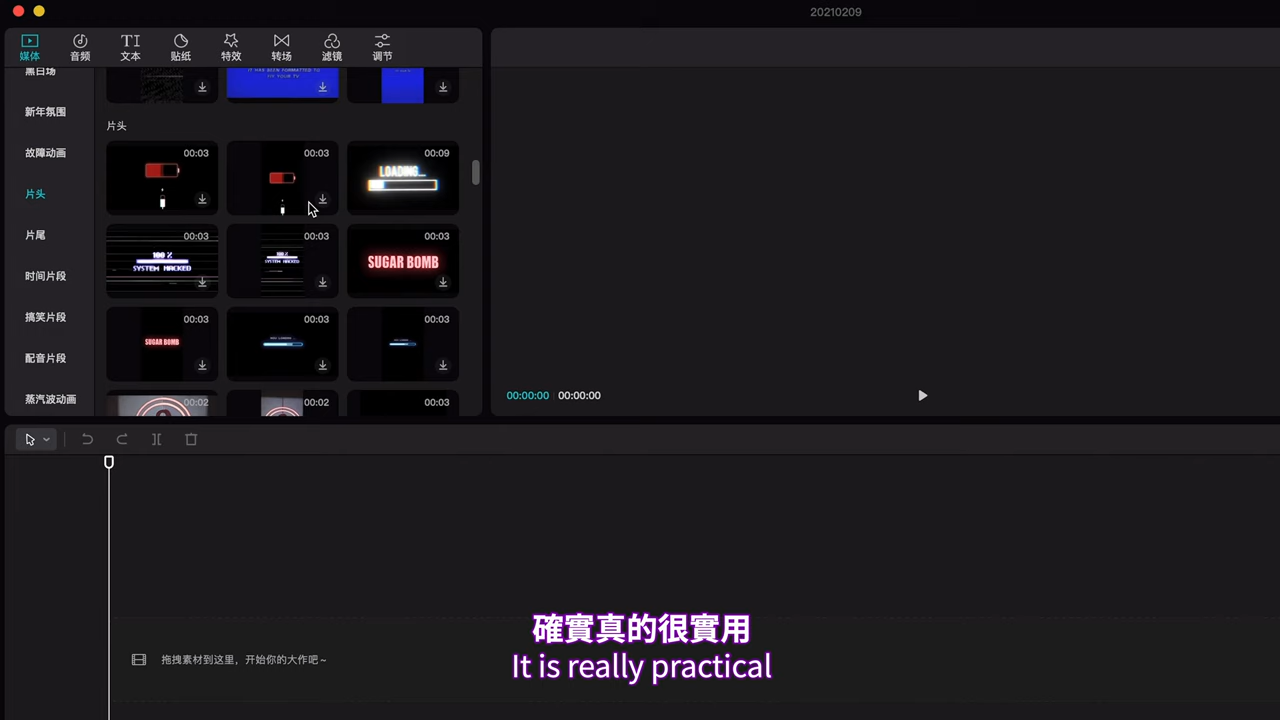 20210209
媒体 音频 文本 贴纸 特效 转场 滤镜 调节
黑白场
新年氛围
故障动画
片头
片尾
时间片段
搞笑片段
配音片段
蒸汽波动画
片头
00:03 00:03 00:09
LOADING...
00:03 00:03 00:03
100 %
SYSTEM HACKED
100 %
SYSTEM HACKED
SUGAR BOMB
00:03 00:03 00:03
SUGAR BOMB
00:02 00:02 00:03
00:00:00 00:00:00
拖拽素材到这里，开始你的大作吧~
確實真的很實用
It is really practical